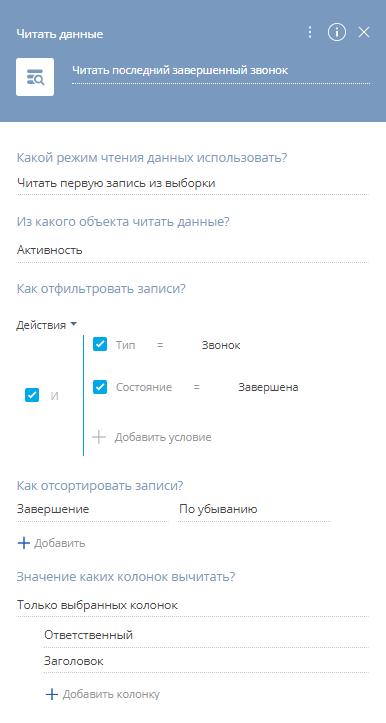 Читать данные
Читать последний завершенный звонок
Какой режим чтения данных использовать?
Читать первую запись из выборки
Из какого объекта читать данные?
Активность
Как отфильтровать записи?
Действия
Тип = Звонок
И
Состояние = Завершена
Добавить условие
Как отсортировать записи?
Завершение По убыванию
Добавить
Значение каких колонок вычитать?
Только выбранных колонок
Ответственный
Заголовок
Добавить колонку